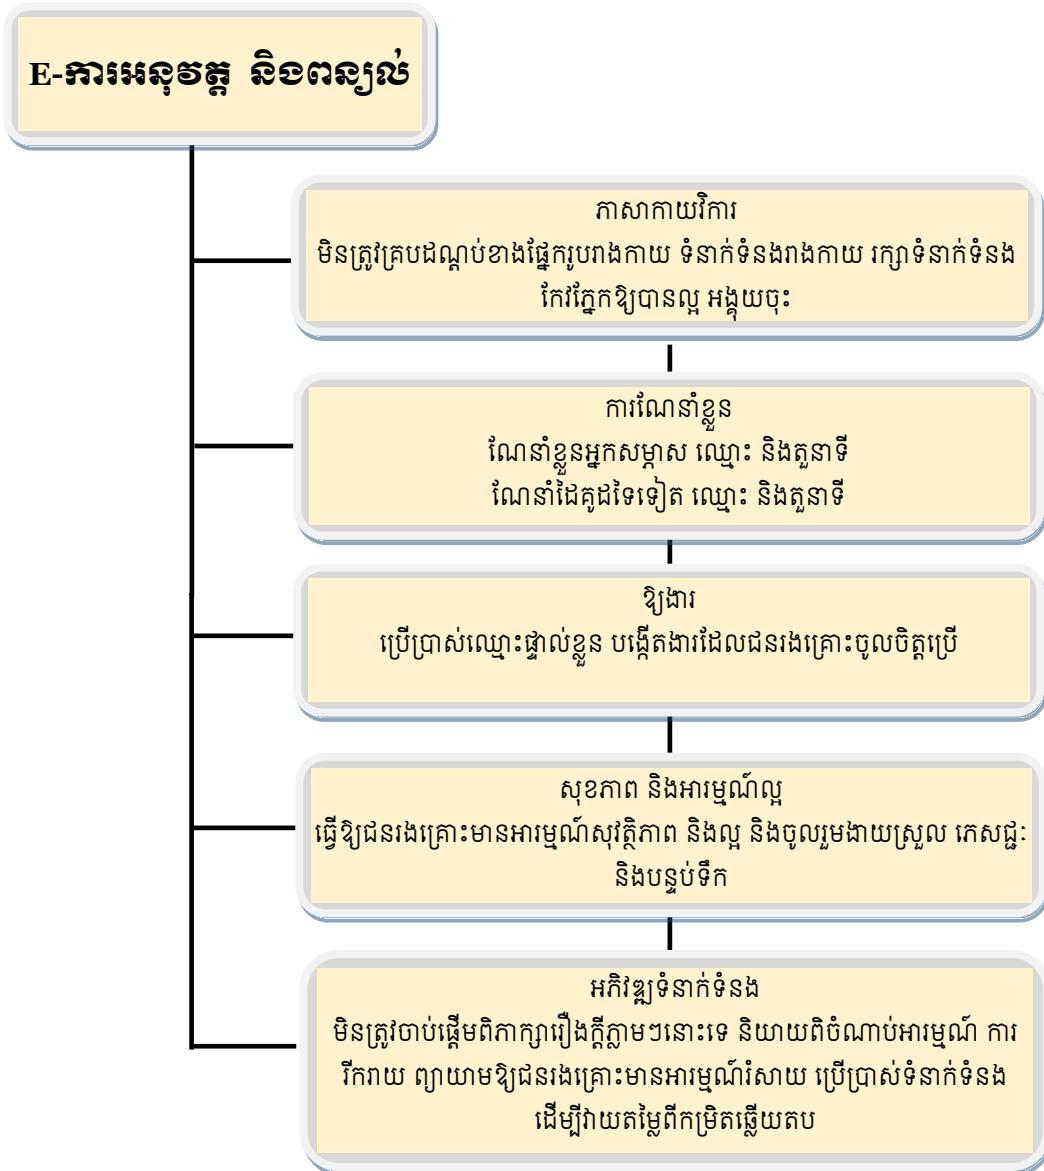 E-ការអនុវត្ត និងពន្យល់
ភាសាកាយវិការ
មិនត្រូវគ្របដណ្តប់ខាងផ្នែករូបរាងកាយ ទំនាក់ទំនងរាងកាយ រក្សាទំនាក់ទំនង
កែវភ្នែកឱ្យបានល្អ អង្គុយចុះ
ការណែនាំខ្លួន
ណែនាំខ្លួនអ្នកសម្ភាស ឈ្មោះ និងតួនាទី
ណែនាំដៃគូដទៃទៀត ឈ្មោះ និងតួនាទី
ឱ្យងារ
ប្រើប្រាស់ឈ្មោះផ្ទាល់ខ្លួន បង្កើតងារដែលជនរងគ្រោះចូលចិត្តប្រើ
សុខភាព និងអារម្មណ៍ល្អ
ធ្វើឱ្យជនរងគ្រោះមានអារម្មណ៍សុវត្ថិភាព និងល្អ និងចូលរួមងាយស្រួល ភេសជ្ជៈ
និងបន្ទប់ទឹក
អភិវឌ្ឍទំនាក់ទំនង
មិនត្រូវចាប់ផ្តើមពិភាក្សារឿងក្តីភ្លាមៗនោះទេ និយាយពិចំណាប់អារម្មណ៍ ការ
រីករាយ ព្យាយាមឱ្យជនរងគ្រោះមានអារម្មណ៍រំសាយ ប្រើប្រាស់ទំនាក់ទំនង
ដើម្បីវាយតម្លៃពីកម្រិតឆ្លើយតប